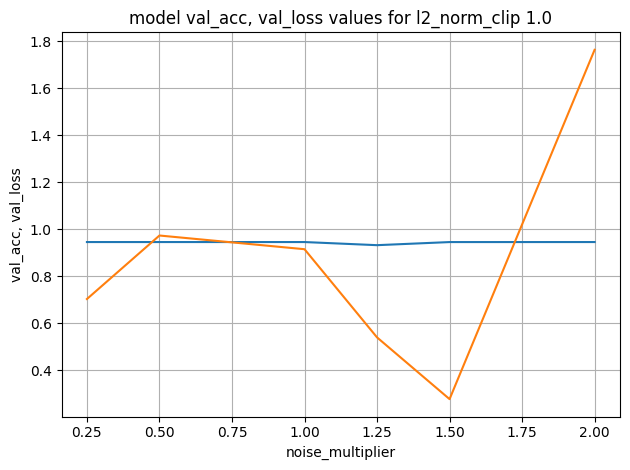 model val_acc, val_loss values for l2_norm_clip 1.0
val_acc, val_loss
1.8
1.6
1.4
1.2
1.0
0.8
0.6
0.4
0.25 0.50 0.75 1.00 1.25 1.50 1.75 2.00
noise_multiplier